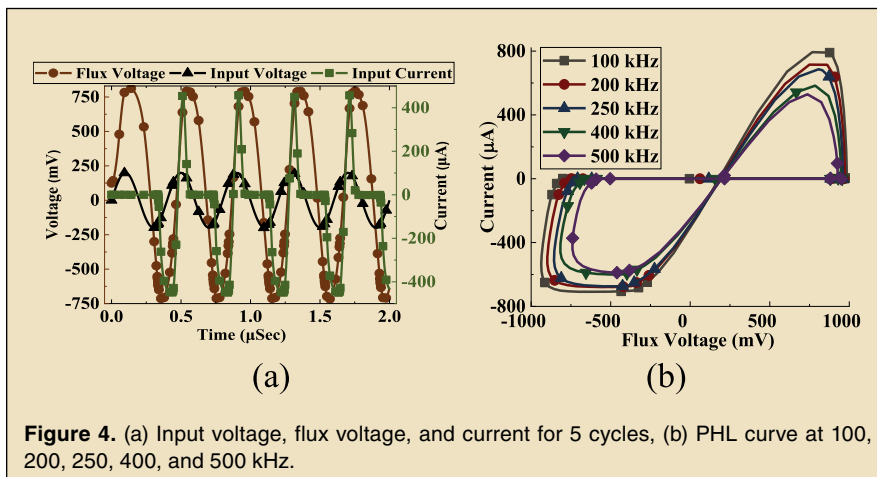 Flux Voltage Input Voltage Input Current
750
500
250
0
-250
-500
-750
Voltage (mV)
400
200
0
-200
-400
Current (µA)
0.0 0.5 1.0 1.5 2.0
Time (µSec)
(a)
100 kHz
200 kHz
250 kHz
400 kHz
500 kHz
800
400
0
-400
-800
Current (µA)
-1000 -500 0 500 1000
Flux Voltage (mV)
(b)
Figure 4. (a) Input voltage, flux voltage, and current for 5 cycles, (b) PHL curve at 100,
200, 250, 400, and 500 kHz.